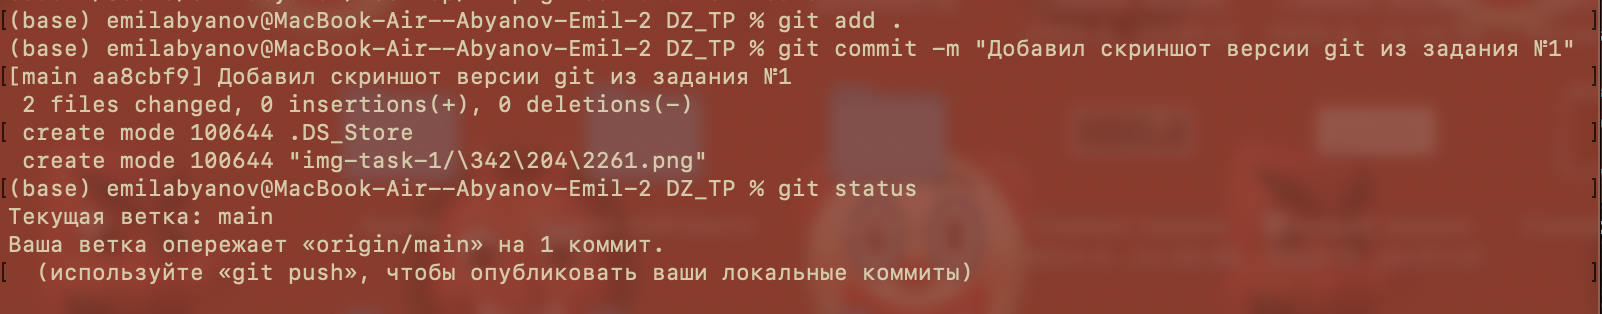 [(base) emilabyanov@MacBook-Air--Abyanov-Emil-2 DZ_TP % git add . ]
(base) emilabyanov@MacBook-Air--Abyanov-Emil-2 DZ_TP % git commit -m "Добавил скриншот версии git из задания №1"
[[main aa8cbf9] Добавил скриншот версии git из задания №1 ]
2 files changed, 0 insertions(+), 0 deletions(-)
[ create mode 100644 .DS_Store ]
create mode 100644 "img-task-1/\342\204\2261.png"
[(base) emilabyanov@MacBook-Air--Abyanov-Emil-2 DZ_TP % git status ]
Текущая ветка: main
Ваша ветка опережает «origin/main» на 1 коммит.
[ (используйте «git push», чтобы опубликовать ваши локальные коммиты) ]